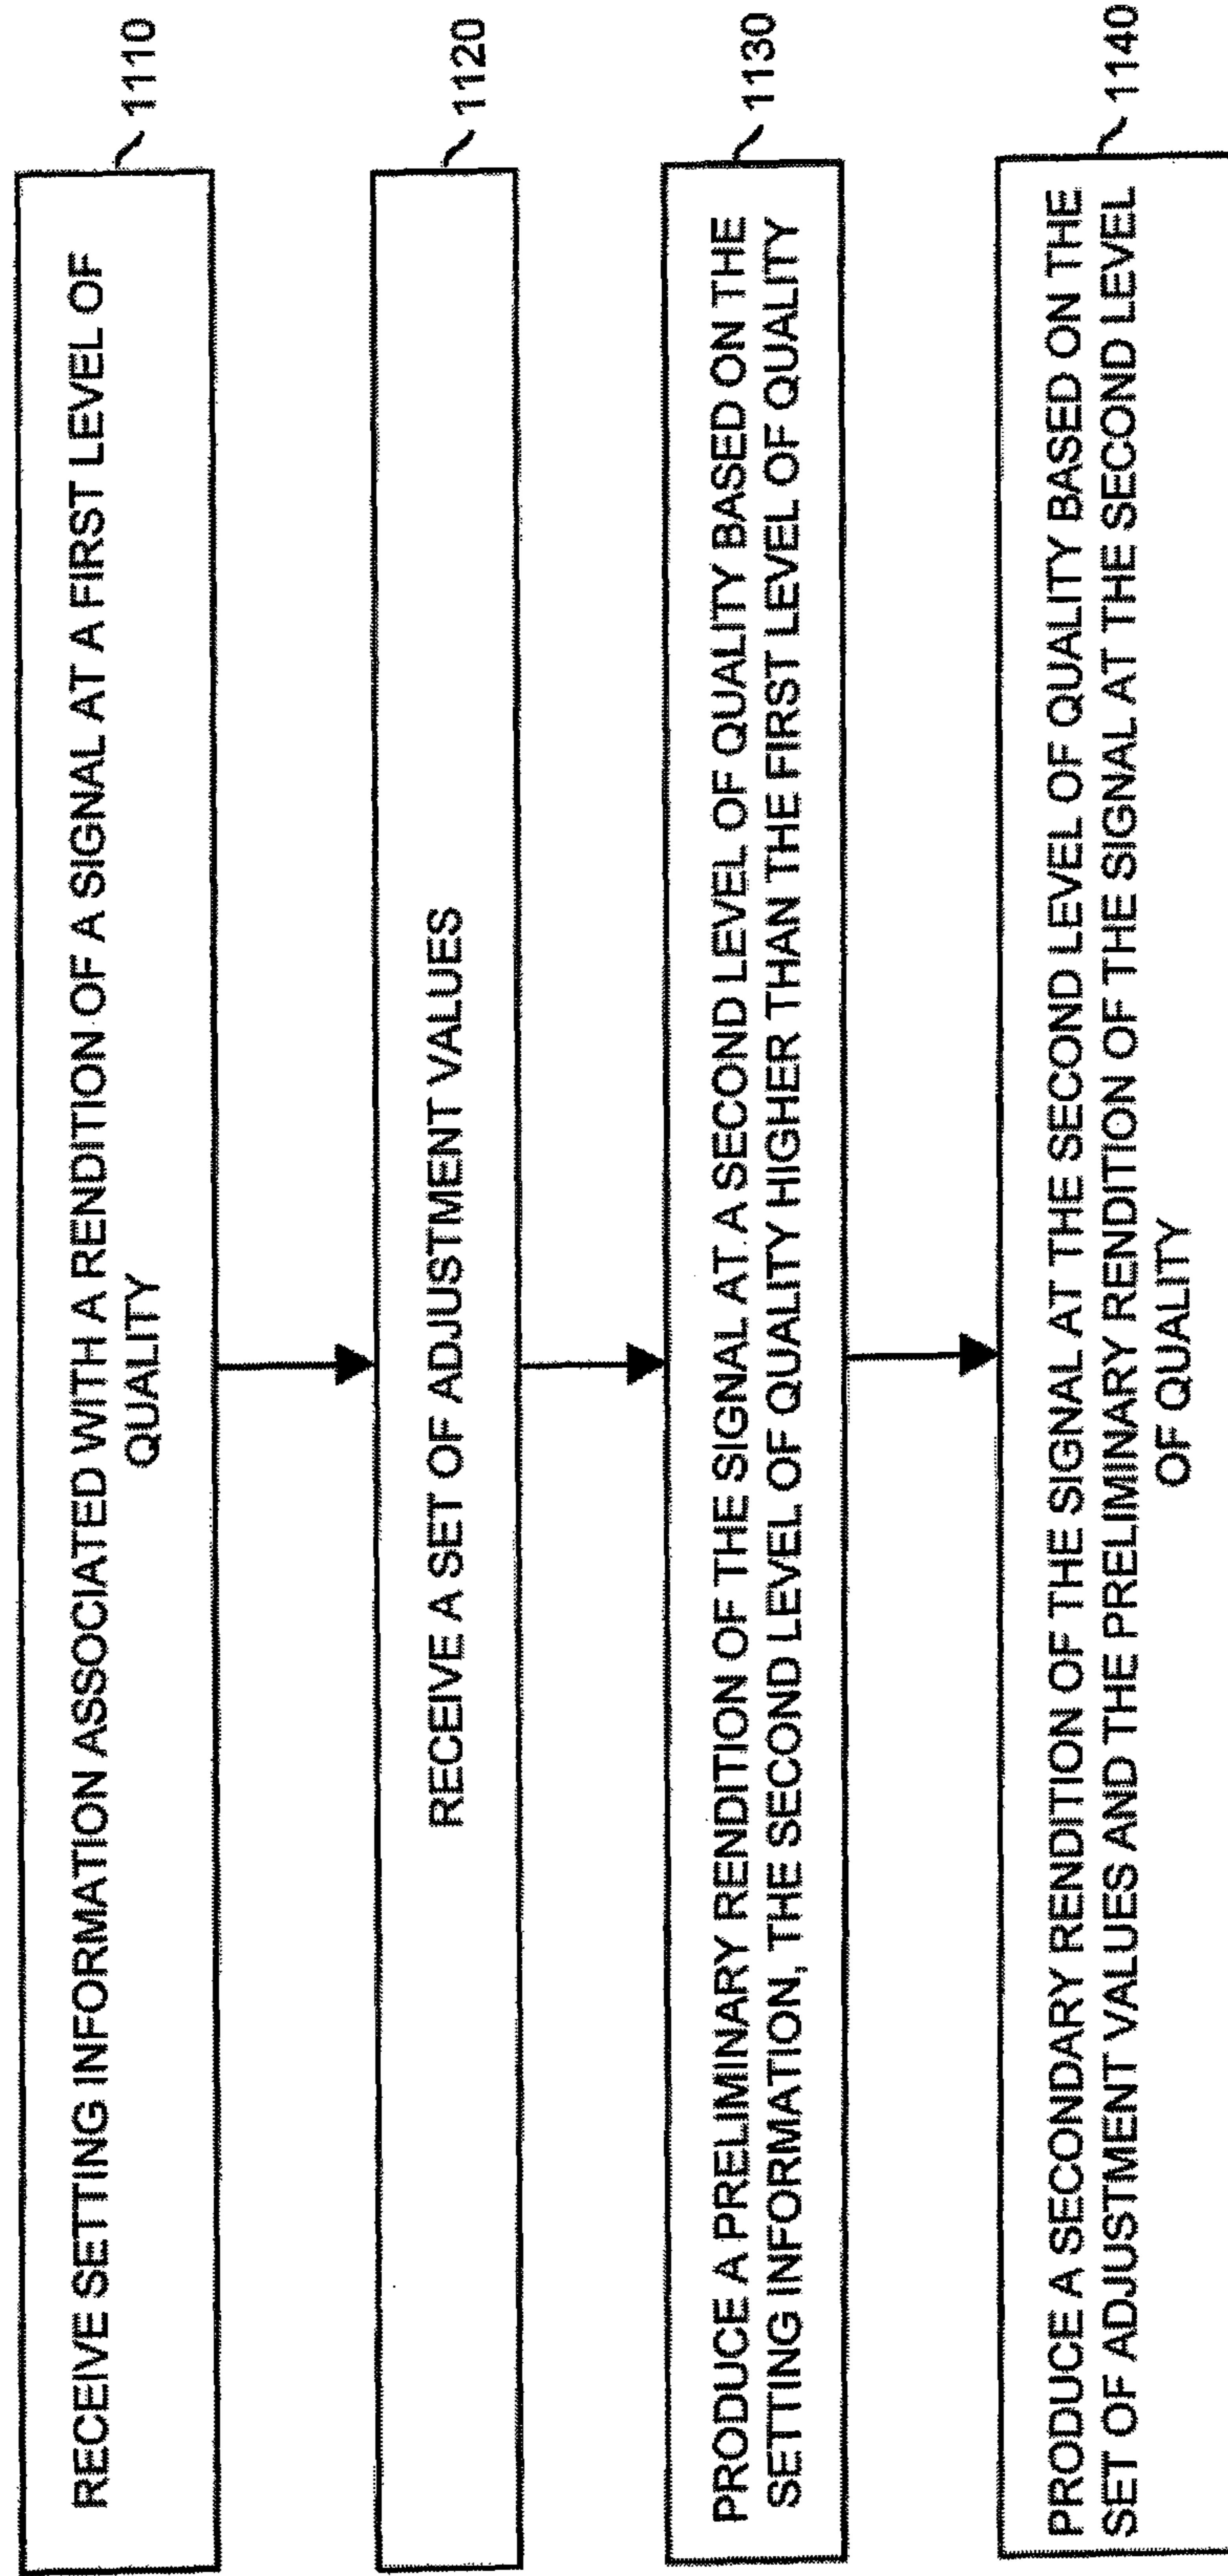 RECEIVE SETTING INFORMATION ASSOCIATED WITH A RENDITION OF A SIGNAL AT A FIRST LEVEL OF
QUALITY
1110
RECEIVE A SET OF ADJUSTMENT VALUES
1120
PRODUCE A PRELIMINARY RENDITION OF THE SIGNAL AT A SECOND LEVEL OF QUALITY BASED ON THE
SETTING INFORMATION, THE SECOND LEVEL OF QUALITY HIGHER THAN THE FIRST LEVEL OF QUALITY
1130
PRODUCE A SECONDARY RENDITION OF THE SIGNAL AT THE SECOND LEVEL OF QUALITY BASED ON THE
SET OF ADJUSTMENT VALUES AND THE PRELIMINARY RENDITION OF THE SIGNAL AT THE SECOND LEVEL
OF QUALITY
1140